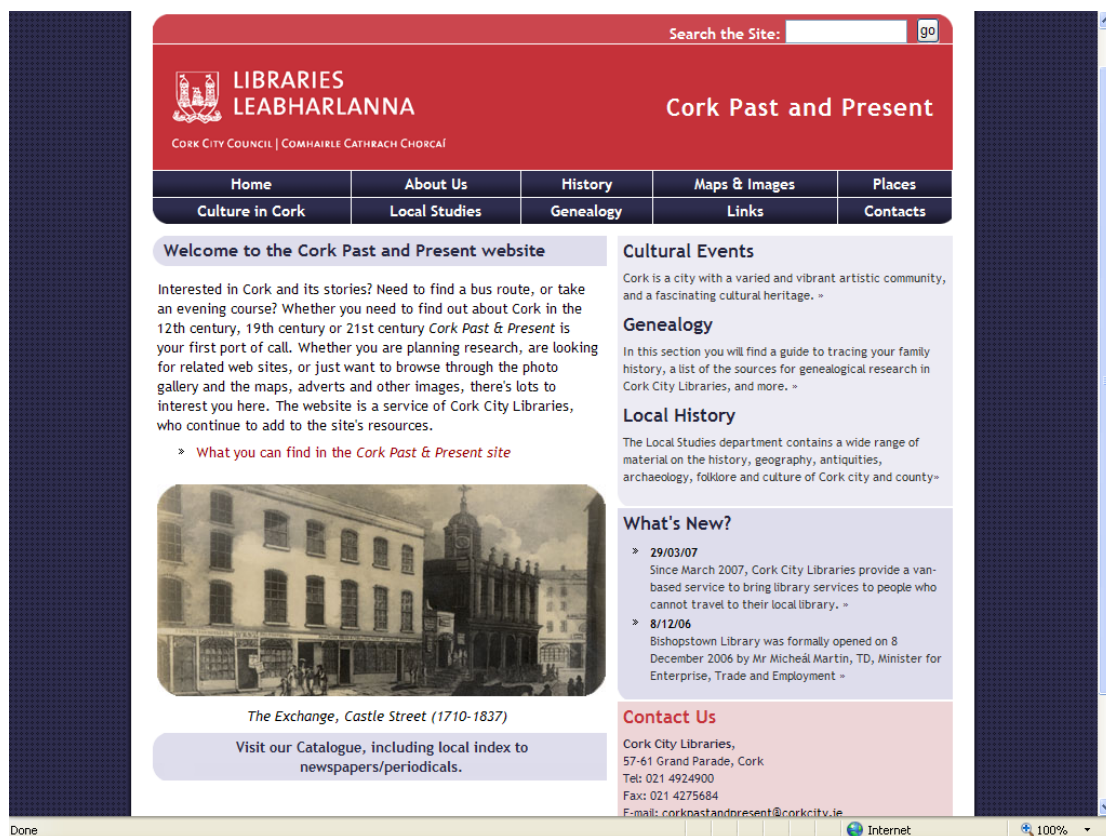 Search the Site:
go
LIBRARIES
LEABHARLANNA
Cork Past and Present
CORK CITY COUNCIL | COMHAIRLE CATHRACH CHORCAÍ
Home About Us History Maps & Images Places
Culture in Cork Local Studies Genealogy Links Contacts
Welcome to the Cork Past and Present website
Interested in Cork and its stories? Need to find a bus route, or take
an evening course? Whether you need to find out about Cork in the
12th century, 19th century or 21st century Cork Past & Present is
your first port of call. Whether you are planning research, are looking
for related web sites, or just want to browse through the photo
gallery and the maps, adverts and other images, there's lots to
interest you here. The website is a service of Cork City Libraries,
who continue to add to the site's resources.
» What you can find in the Cork Past & Present site
The Exchange, Castle Street (1710-1837)
Visit our Catalogue, including local index to
newspapers/periodicals.
Cultural Events
Cork is a city with a varied and vibrant artistic community,
and a fascinating cultural heritage. »
Genealogy
In this section you will find a guide to tracing your family
history, a list of the sources for genealogical research in
Cork City Libraries, and more. »
Local History
The Local Studies department contains a wide range of
material on the history, geography, antiquities,
archaeology, folklore and culture of Cork city and county»
What's New?
» 29/03/07
Since March 2007, Cork City Libraries provide a van-
based service to bring library services to people who
cannot travel to their local library. »
» 8/12/06
Bishopstown Library was formally opened on 8
December 2006 by Mr Micheál Martin, TD, Minister for
Enterprise, Trade and Employment »
Contact Us
Cork City Libraries,
57-61 Grand Parade, Cork
Tel: 021 4924900
Fax: 021 4275684
E-mail: corkpastandpresent@corkcity.ie
Done
Internet
100%